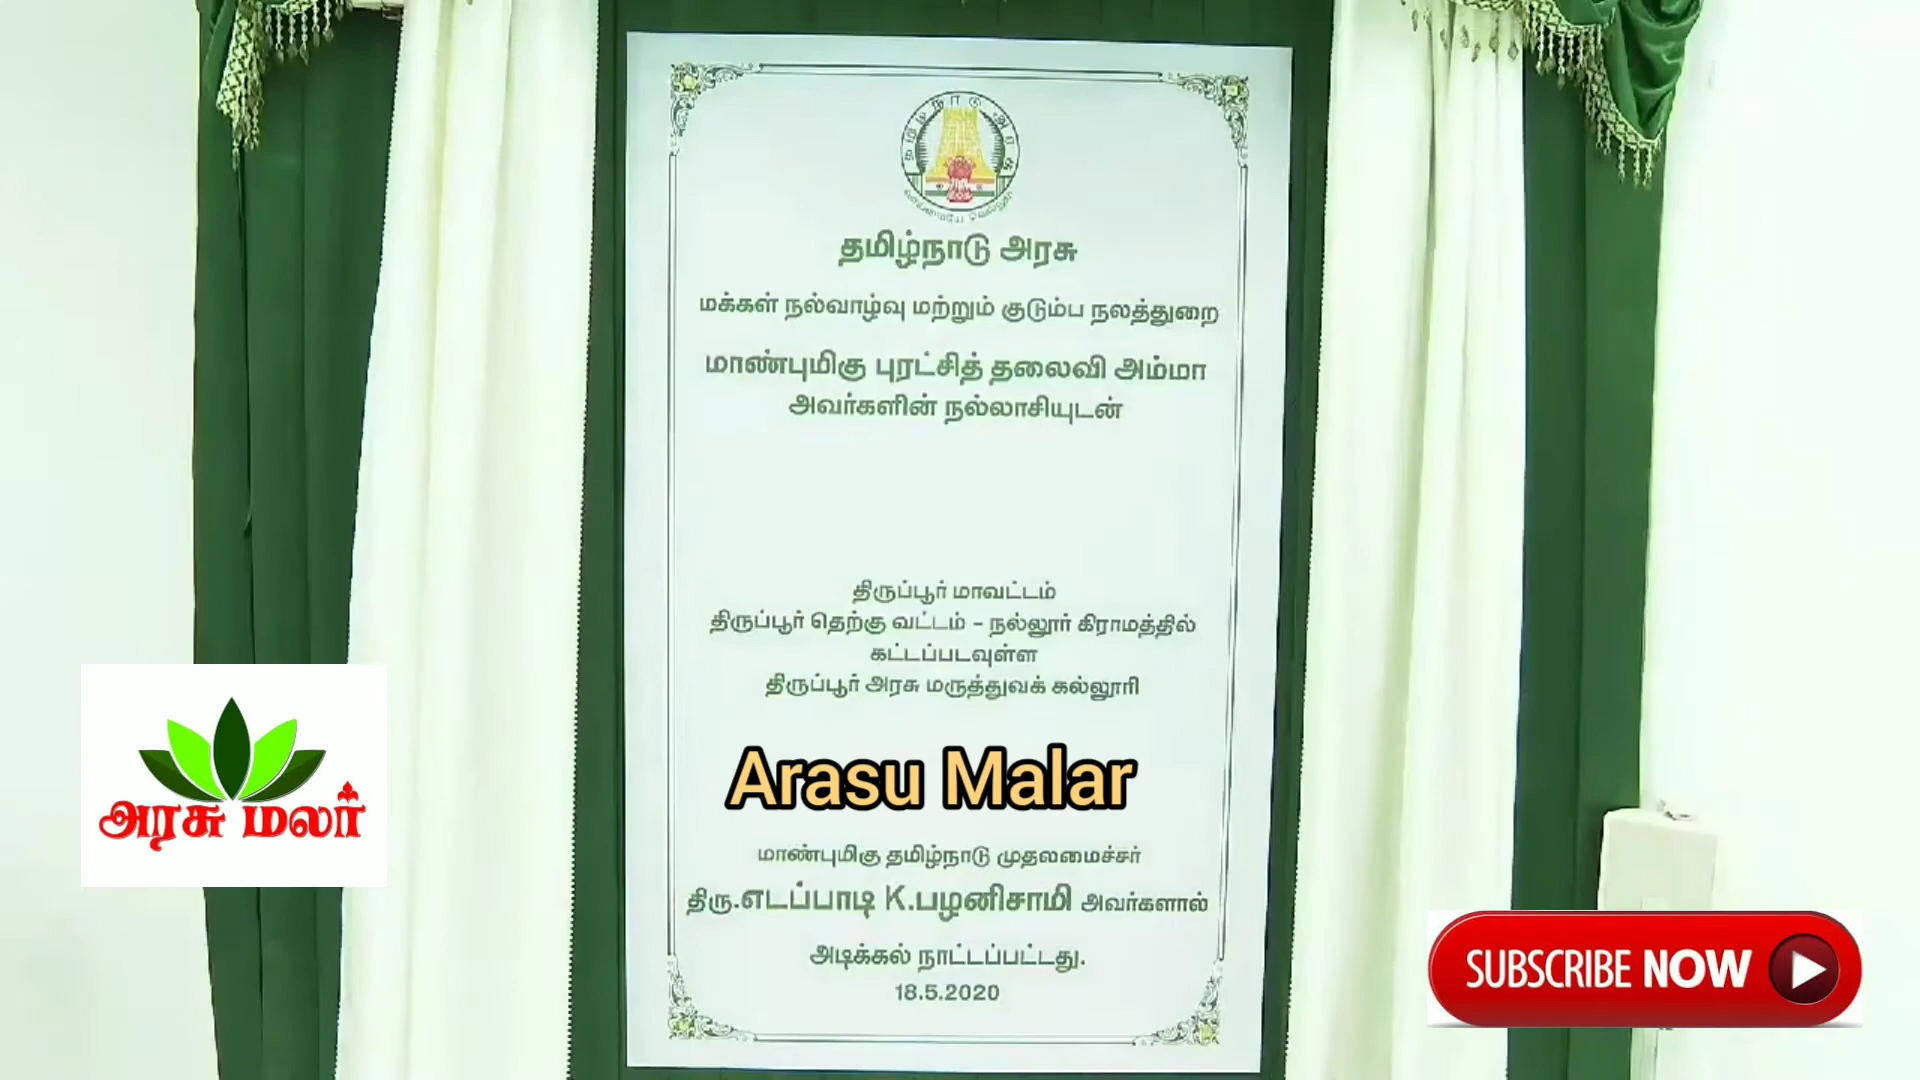 தமிழ்நாடு அரசு
தமிழ்நாடு அரசு
மக்கள் நல்வாழ்வு மற்றும் குடும்ப நலத்துறை
மாண்புமிகு புரட்சித் தலைவி அம்மா
அவர்களின் நல்லாசியுடன்
திருப்பூர் மாவட்டம்
திருப்பூர் தெற்கு வட்டம் - நல்லூர் கிராமத்தில்
கட்டப்படவுள்ள
திருப்பூர் அரசு மருத்துவக் கல்லூரி
அரசு மலர்
Arasu Malar
மாண்புமிகு தமிழ்நாடு முதலமைச்சர்
திரு.எடப்பாடி K.பழனிசாமி அவர்களால்
அடிக்கல் நாட்டப்பட்டது.
18.5.2020
SUBSCRIBE NOW